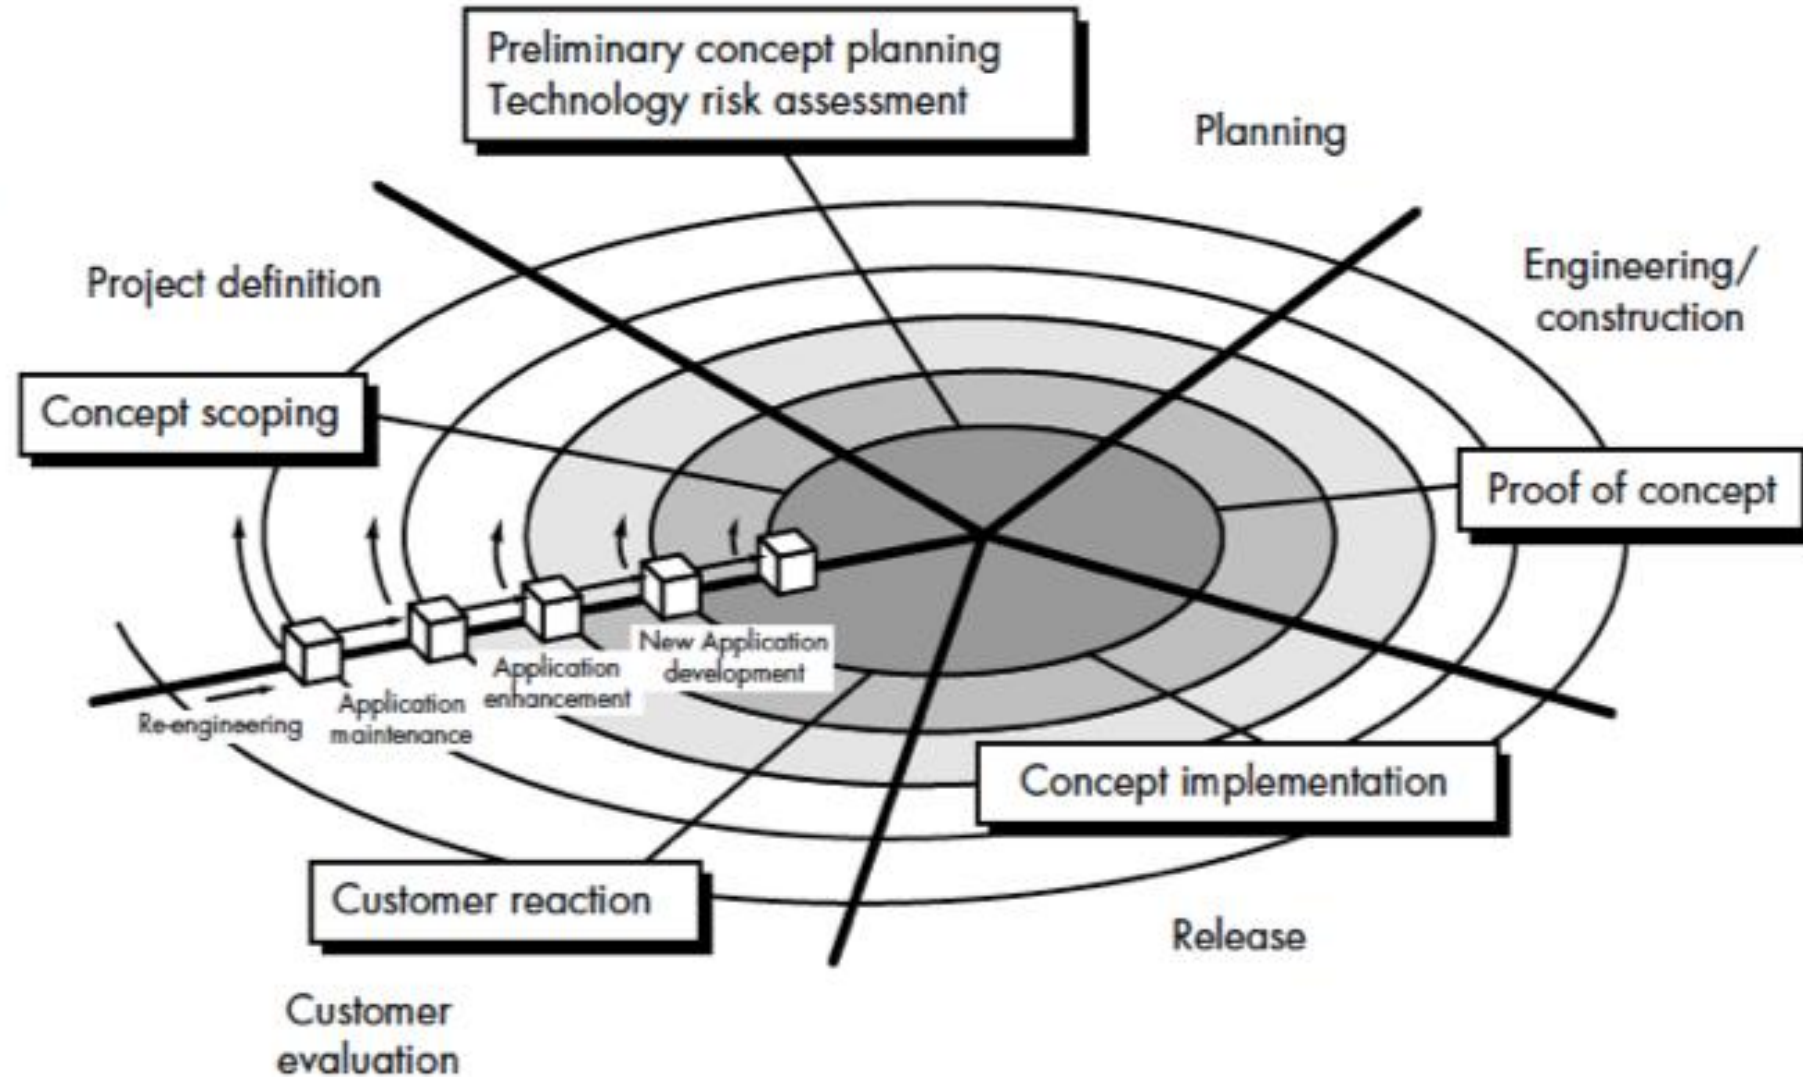 Preliminary concept planning
Technology risk assessment
Planning
Project definition
Engineering/
construction
Concept scoping
Proof of concept
New Application
development
Application
enhancement
Application
maintenance
Re-engineering
Concept implementation
Customer reaction
Release
Customer
evaluation